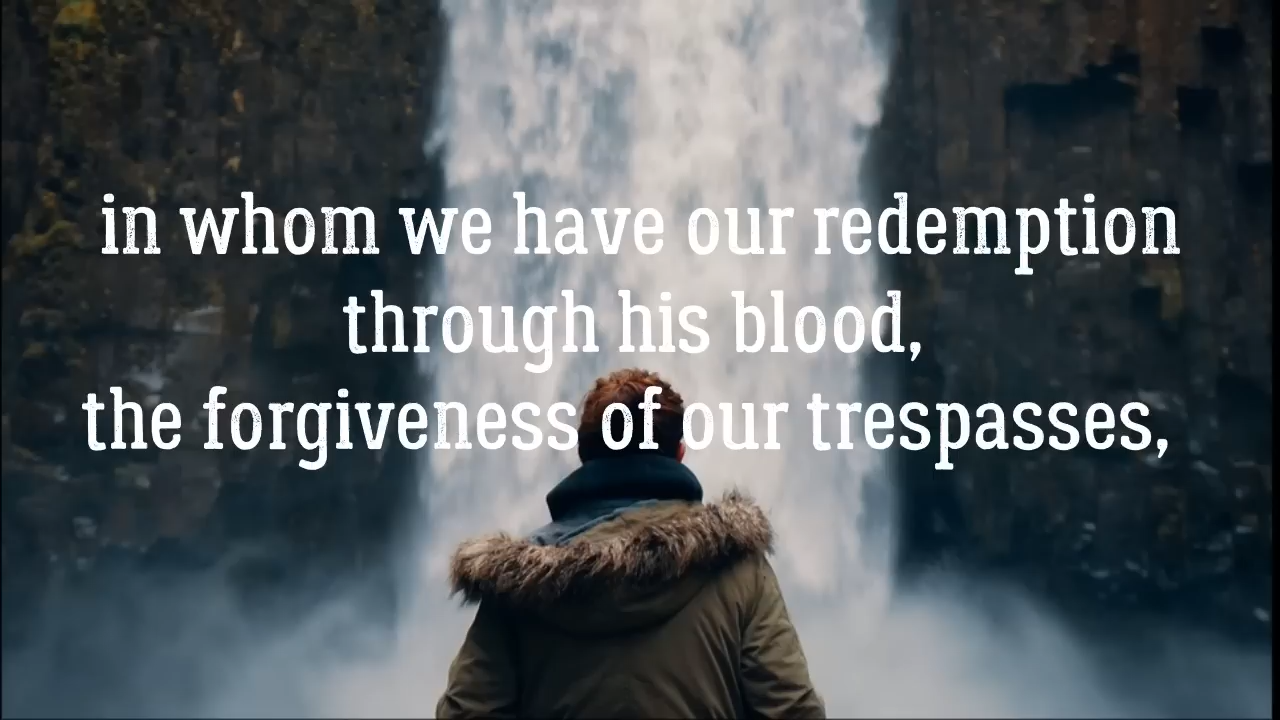 in whom we have our redemption
through his blood,
the forgiveness of our trespasses,